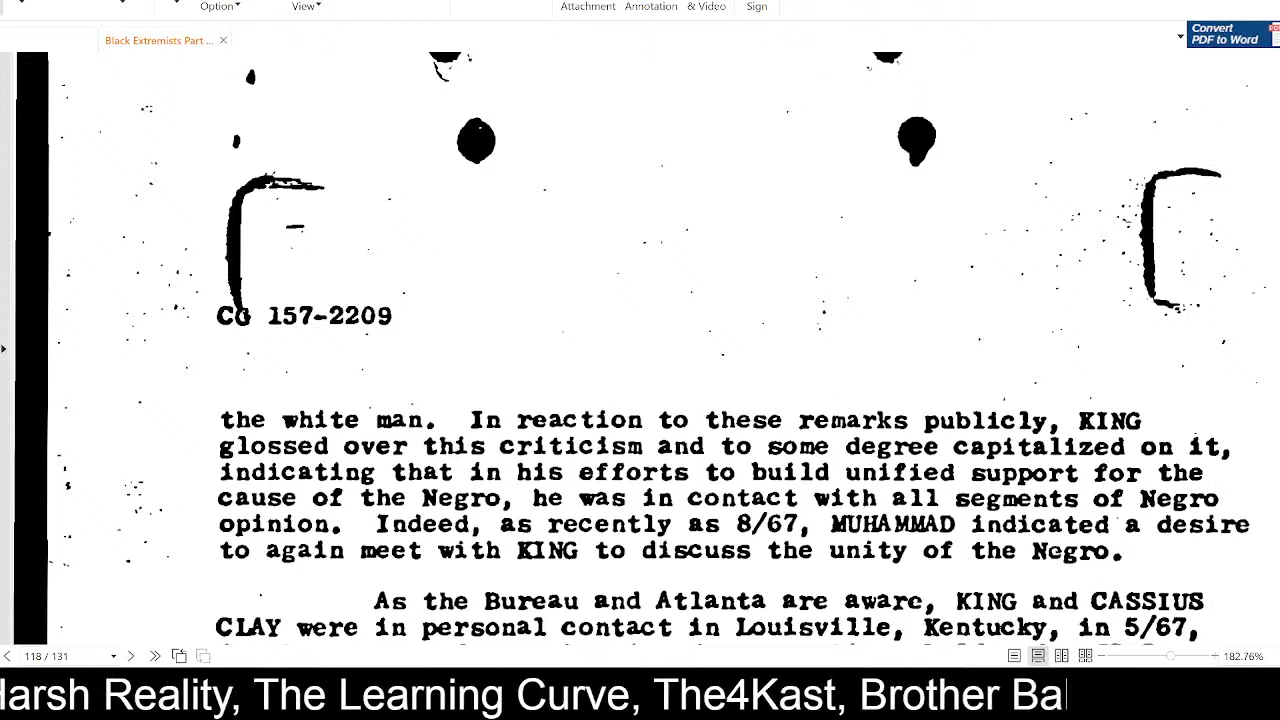 Option View Attachment Annotation & Video Sign
Black Extremists Part ...
Convert
PDF to Word
CG 157-2209
the white man. In reaction to these remarks publicly, KING
glossed over this criticism and to some degree capitalized on it,
indicating that in his efforts to build unified support for the
cause of the Negro, he was in contact with all segments of Negro
opinion. Indeed, as recently as 8/67, MUHAMMAD indicated a desire
to again meet with KING to discuss the unity of the Negro.
As the Bureau and Atlanta are aware, KING and CASSIUS
CLAY were in personal contact in Louisville, Kentucky, in 5/67,
118 / 131 182.76%
Harsh Reality, The Learning Curve, The4Kast, Brother Ba